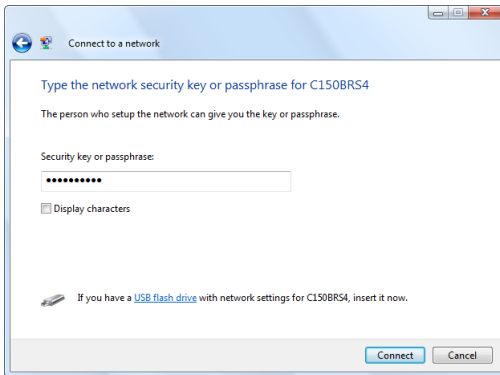 Connect to a network
Type the network security key or passphrase for C150BRS4
The person who setup the network can give you the key or passphrase.
Security key or passphrase:
••••••••••
Display characters
If you have a USB flash drive with network settings for C150BRS4, insert it now.
Connect Cancel